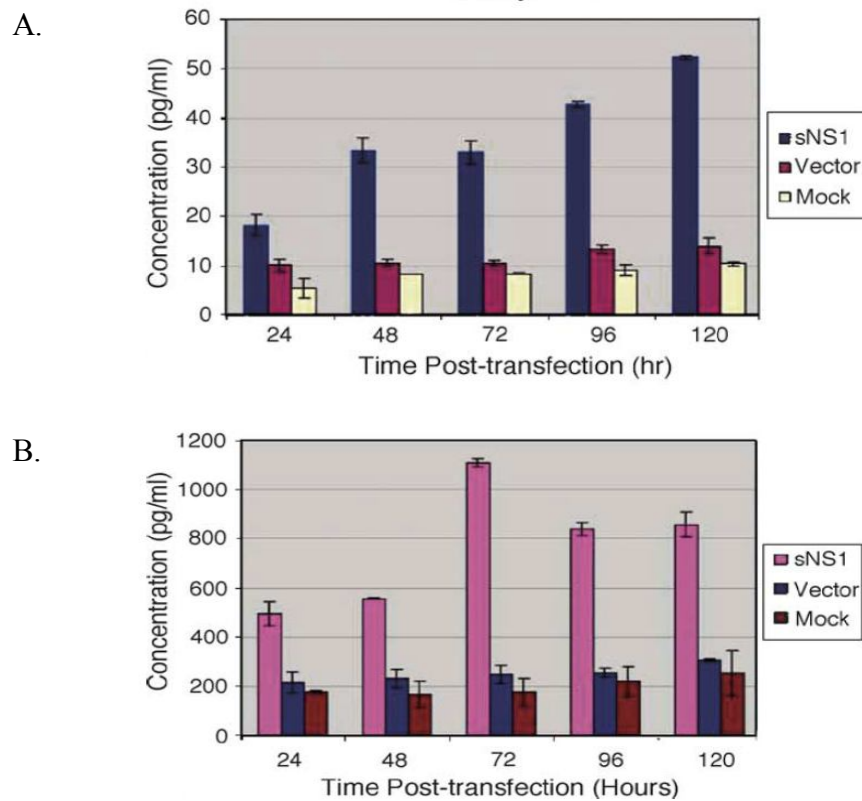 A.
60
50
40
30
20
10
0
Concentration (pg/ml)
24 48 72 96 120
Time Post-transfection (hr)
sNS1
Vector
Mock
B.
1200
1000
800
600
400
200
0
Concentration (pg/ml)
24 48 72 96 120
Time Post-transfection (Hours)
sNS1
Vector
Mock